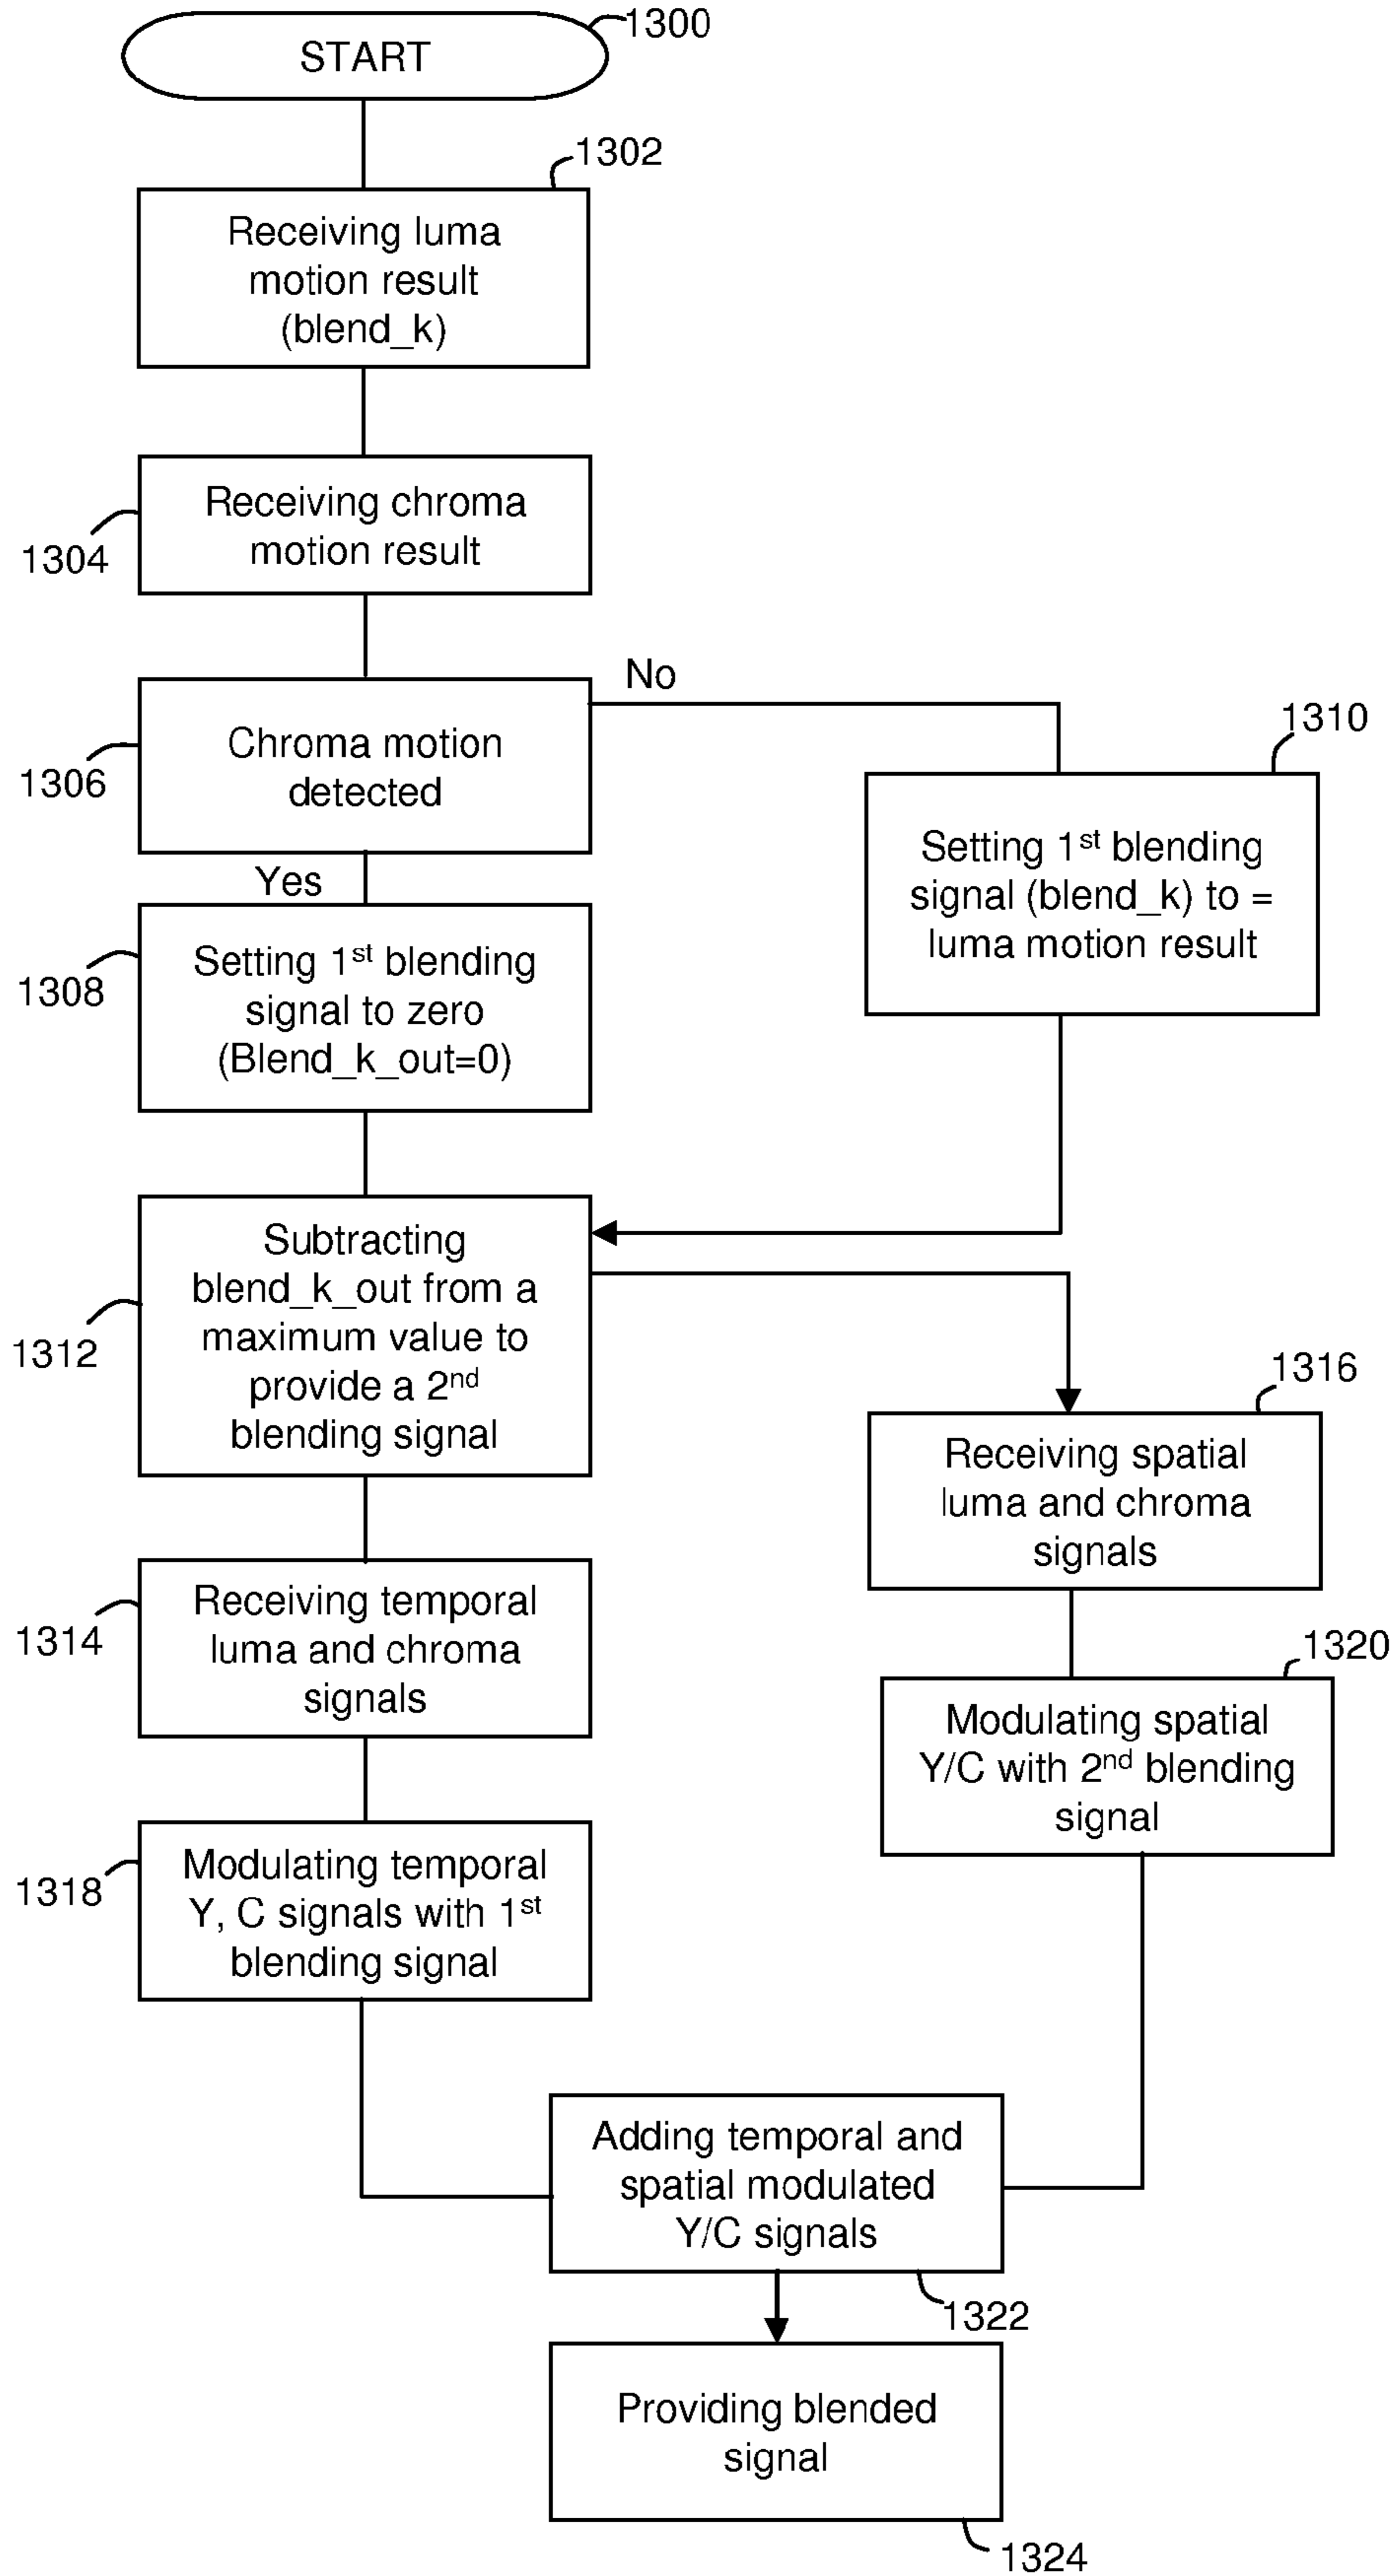 START
1300
1302
Receiving luma
motion result
(blend_k)
Receiving chroma
motion result
1304
No
Chroma motion
detected
1306
1310
Setting 1st blending
signal (blend_k) to =
luma motion result
Yes
Setting 1st blending
signal to zero
(Blend_k_out=0)
1308
Subtracting
blend_k_out from a
maximum value to
provide a 2nd
blending signal
1312
1316
Receiving spatial
luma and chroma
signals
Receiving temporal
luma and chroma
signals
1314
1320
Modulating spatial
Y/C with 2nd blending
signal
Modulating temporal
Y, C signals with 1st
blending signal
1318
Adding temporal and
spatial modulated
Y/C signals
1322
Providing blended
signal
1324